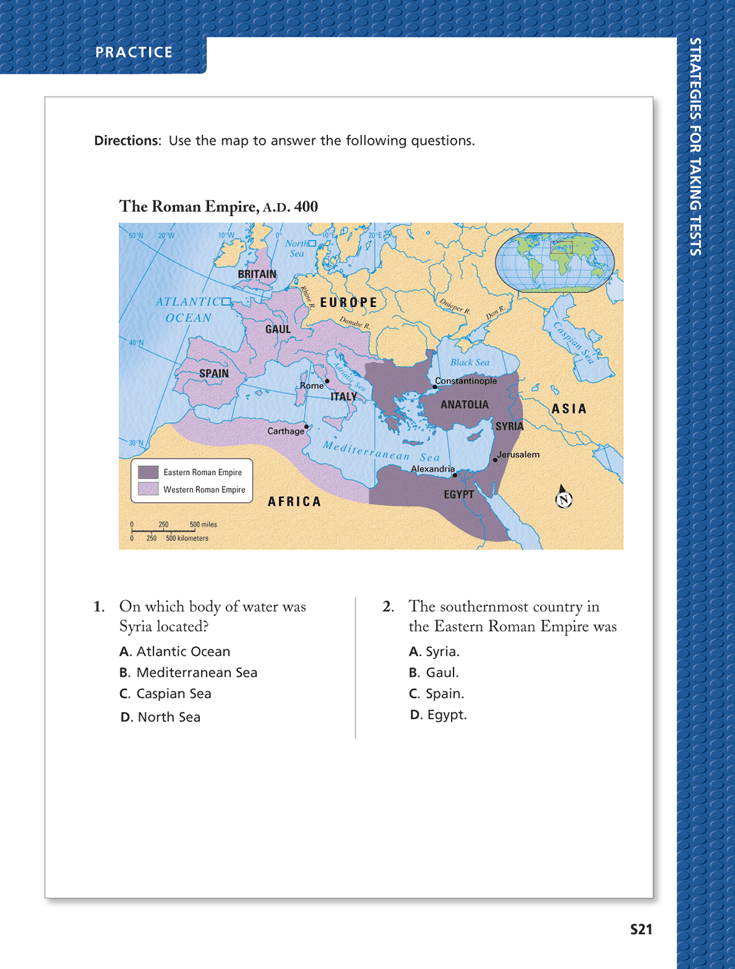 PRACTICE
STRATEGIES FOR TAKING TESTS
Directions: Use the map to answer the following questions.
The Roman Empire, A.D. 400
50°N
20°W
10°W
0°
10°E
20°E
North
Sea
BRITAIN
ATLANTIC
OCEAN
Rhine R.
EUROPE
Dnieper R.
Don R.
Danube R.
GAUL
Caspian Sea
40°N
Black Sea
SPAIN
Adriatic Sea
Rome
ITALY
Constantinople
ANATOLIA
ASIA
Carthage
SYRIA
30°N
Mediterranean Sea
Jerusalem
Alexandria
Eastern Roman Empire
Western Roman Empire
EGYPT
AFRICA
N
0 250 500 miles
0 250 500 kilometers
1. On which body of water was
Syria located?
A. Atlantic Ocean
B. Mediterranean Sea
C. Caspian Sea
D. North Sea
2. The southernmost country in
the Eastern Roman Empire was
A. Syria.
B. Gaul.
C. Spain.
D. Egypt.
S21